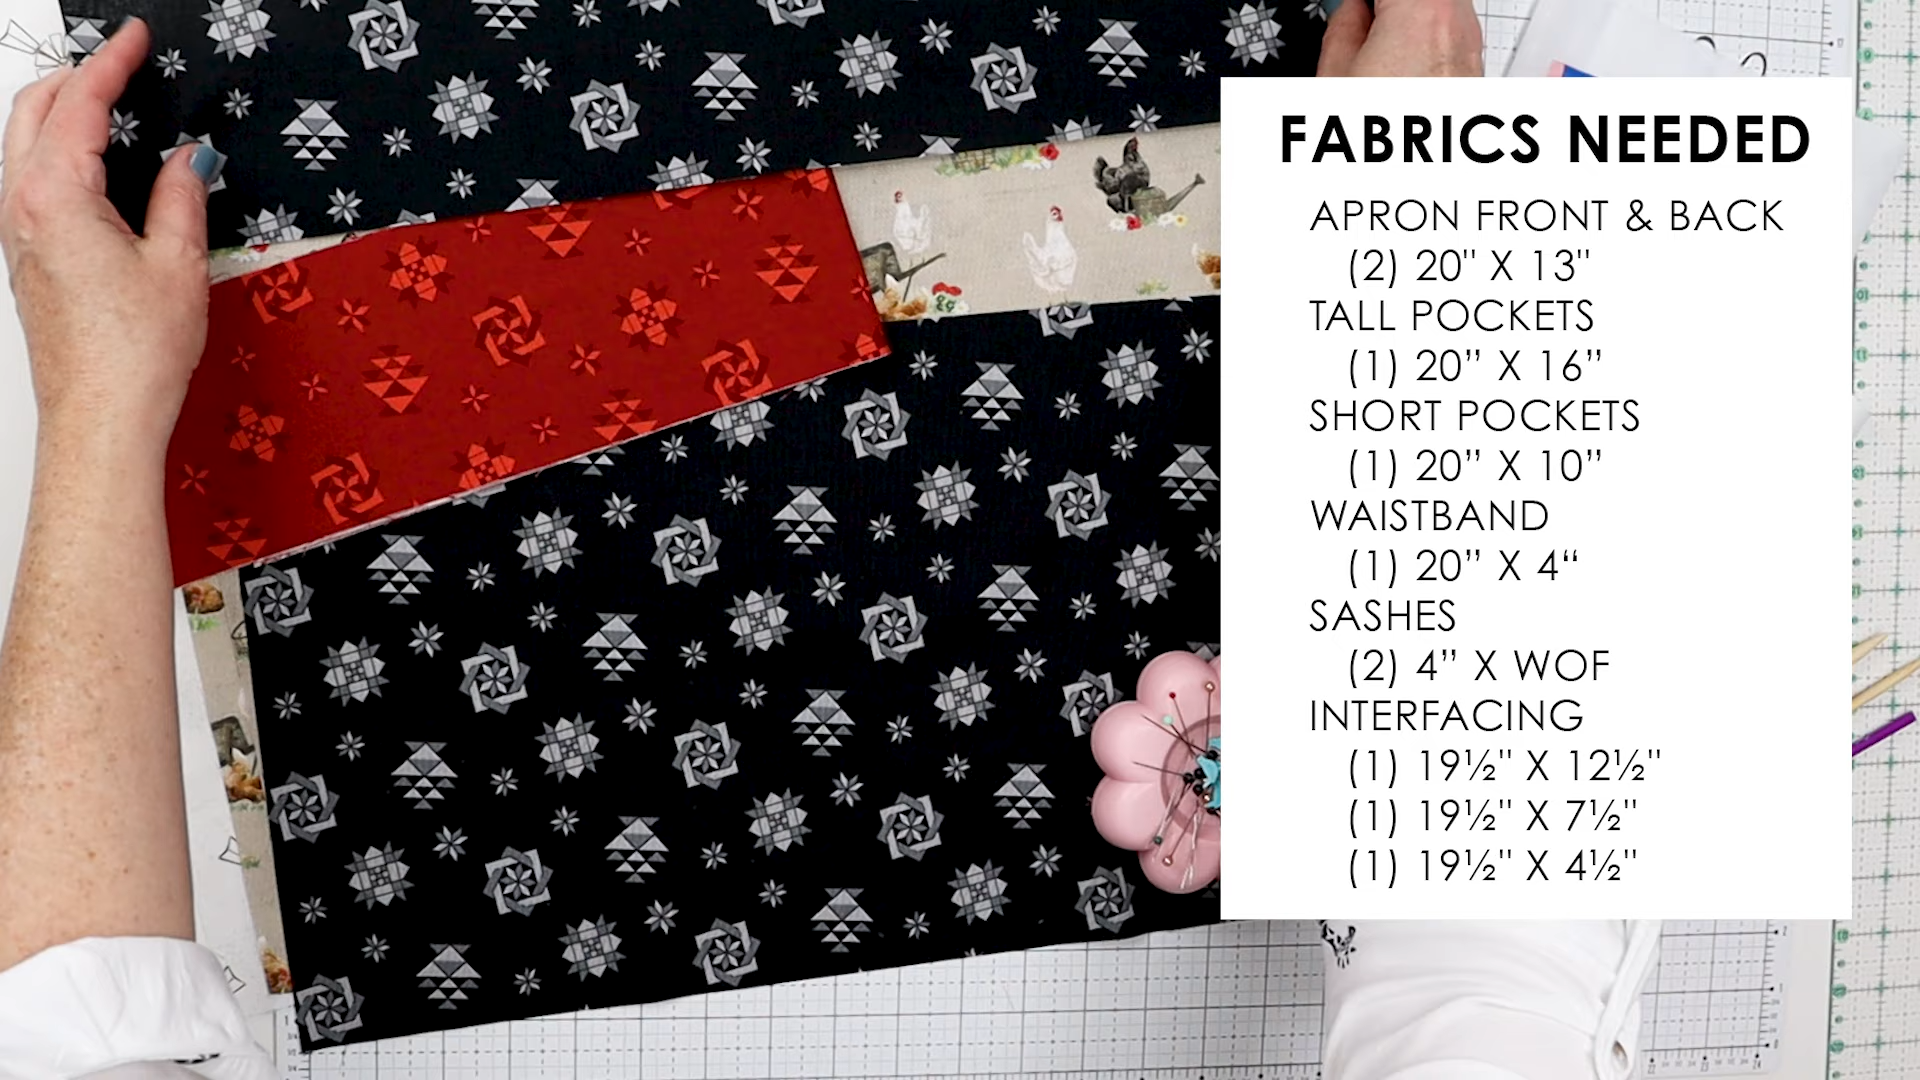 FABRICS NEEDED
APRON FRONT & BACK
(2) 20" X 13"
TALL POCKETS
(1) 20” X 16”
SHORT POCKETS
(1) 20” X 10”
WAISTBAND
(1) 20” X 4“
SASHES
(2) 4” X WOF
INTERFACING
(1) 19½" X 12½"
(1) 19½" X 7½"
(1) 19½" X 4½"